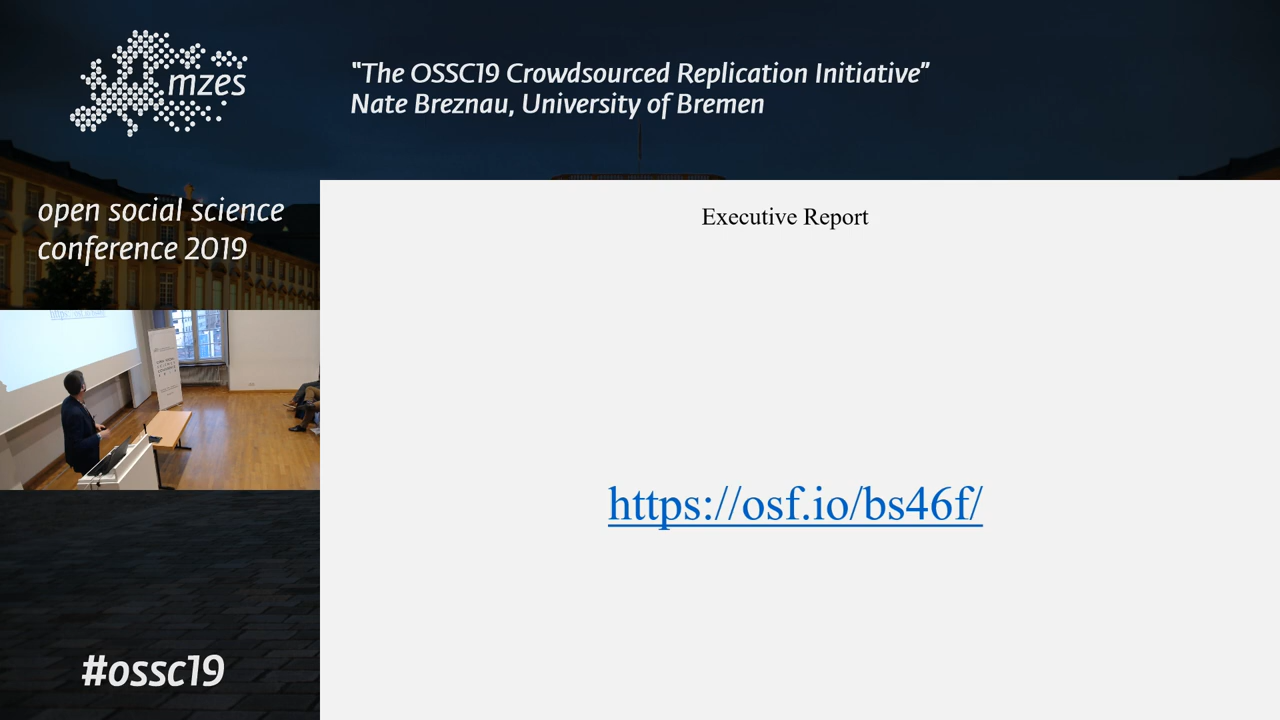 mzes
"The OSSC19 Crowdsourced Replication Initiative"
Nate Breznau, University of Bremen
open social science
conference 2019
Executive Report
https://osf.io/bs46f/
#ossc19